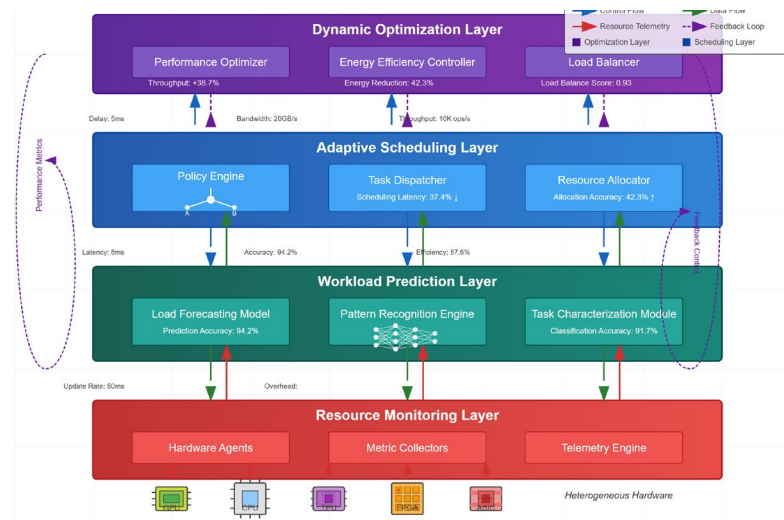 Control Flow
Data Flow
Resource Telemetry
Feedback Loop
Optimization Layer
Scheduling Layer
Dynamic Optimization Layer
Performance Optimizer
Throughput: +38.7%
Energy Efficiency Controller
Energy Reduction: 42.3%
Load Balancer
Load Balance Score: 0.93
Delay: 5ms
Bandwidth: 20GB/s
Throughput: 10K ops/s
Performance Metrics
Adaptive Scheduling Layer
Policy Engine
A
B
Task Dispatcher
Scheduling Latency: 37.4% ↓
Resource Allocator
Allocation Accuracy: 42.3% ↑
Feedback Control
Latency: 8ms
Accuracy: 94.2%
Efficiency: 87.6%
Workload Prediction Layer
Load Forecasting Model
Prediction Accuracy: 94.2%
Pattern Recognition Engine
Task Characterization Module
Classification Accuracy: 91.7%
Update Rate: 50ms
Overhead:
Resource Monitoring Layer
Hardware Agents
Metric Collectors
Telemetry Engine
GPU
CPU
TPU
FPGA
ASIC
Heterogeneous Hardware